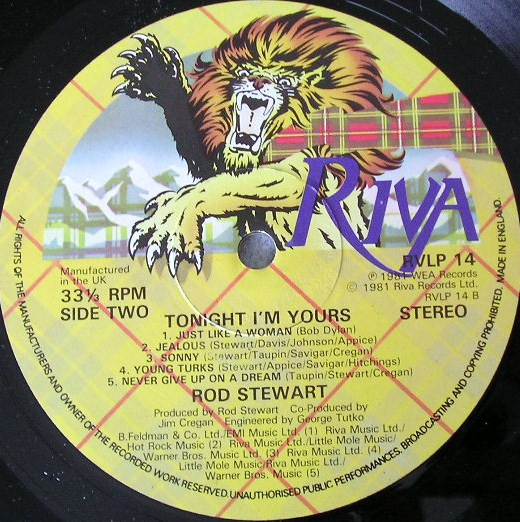 RIVA
RVLP 14
℗ 1981 WEA Records
© 1981 Riva Records Ltd.
RVLP 14 B
STEREO
Manufactured
in the UK
33⅓ RPM
SIDE TWO
TONIGHT I'M YOURS
1. JUST LIKE A WOMAN (Bob Dylan)
2. JEALOUS (Stewart/Davis/Johnson/Appice)
3. SONNY (Stewart/Taupin/Savigar/Cregan)
4. YOUNG TURKS (Stewart/Appice/Savigar/Hitchings)
5. NEVER GIVE UP ON A DREAM (Taupin/Stewart/Cregan)
ROD STEWART
Produced by Rod Stewart Co-Produced by
Jim Cregan Engineered by George Tutko
B.Feldman & Co. Ltd./EMI Music Ltd. (1) Riva Music Ltd./
Hot Rock Music (2) Riva Music Ltd./Little Mole Music/
Warner Bros. Music Ltd. (3) Riva Music Ltd. (4)
Little Mole Music/Riva Music Ltd./
Warner Bros. Music (5)
ALL RIGHTS OF THE MANUFACTURERS AND OWNER OF THE RECORDED WORK RESERVED. UNAUTHORISED PUBLIC PERFORMANCES, BROADCASTING AND COPYING PROHIBITED. MADE IN ENGLAND.